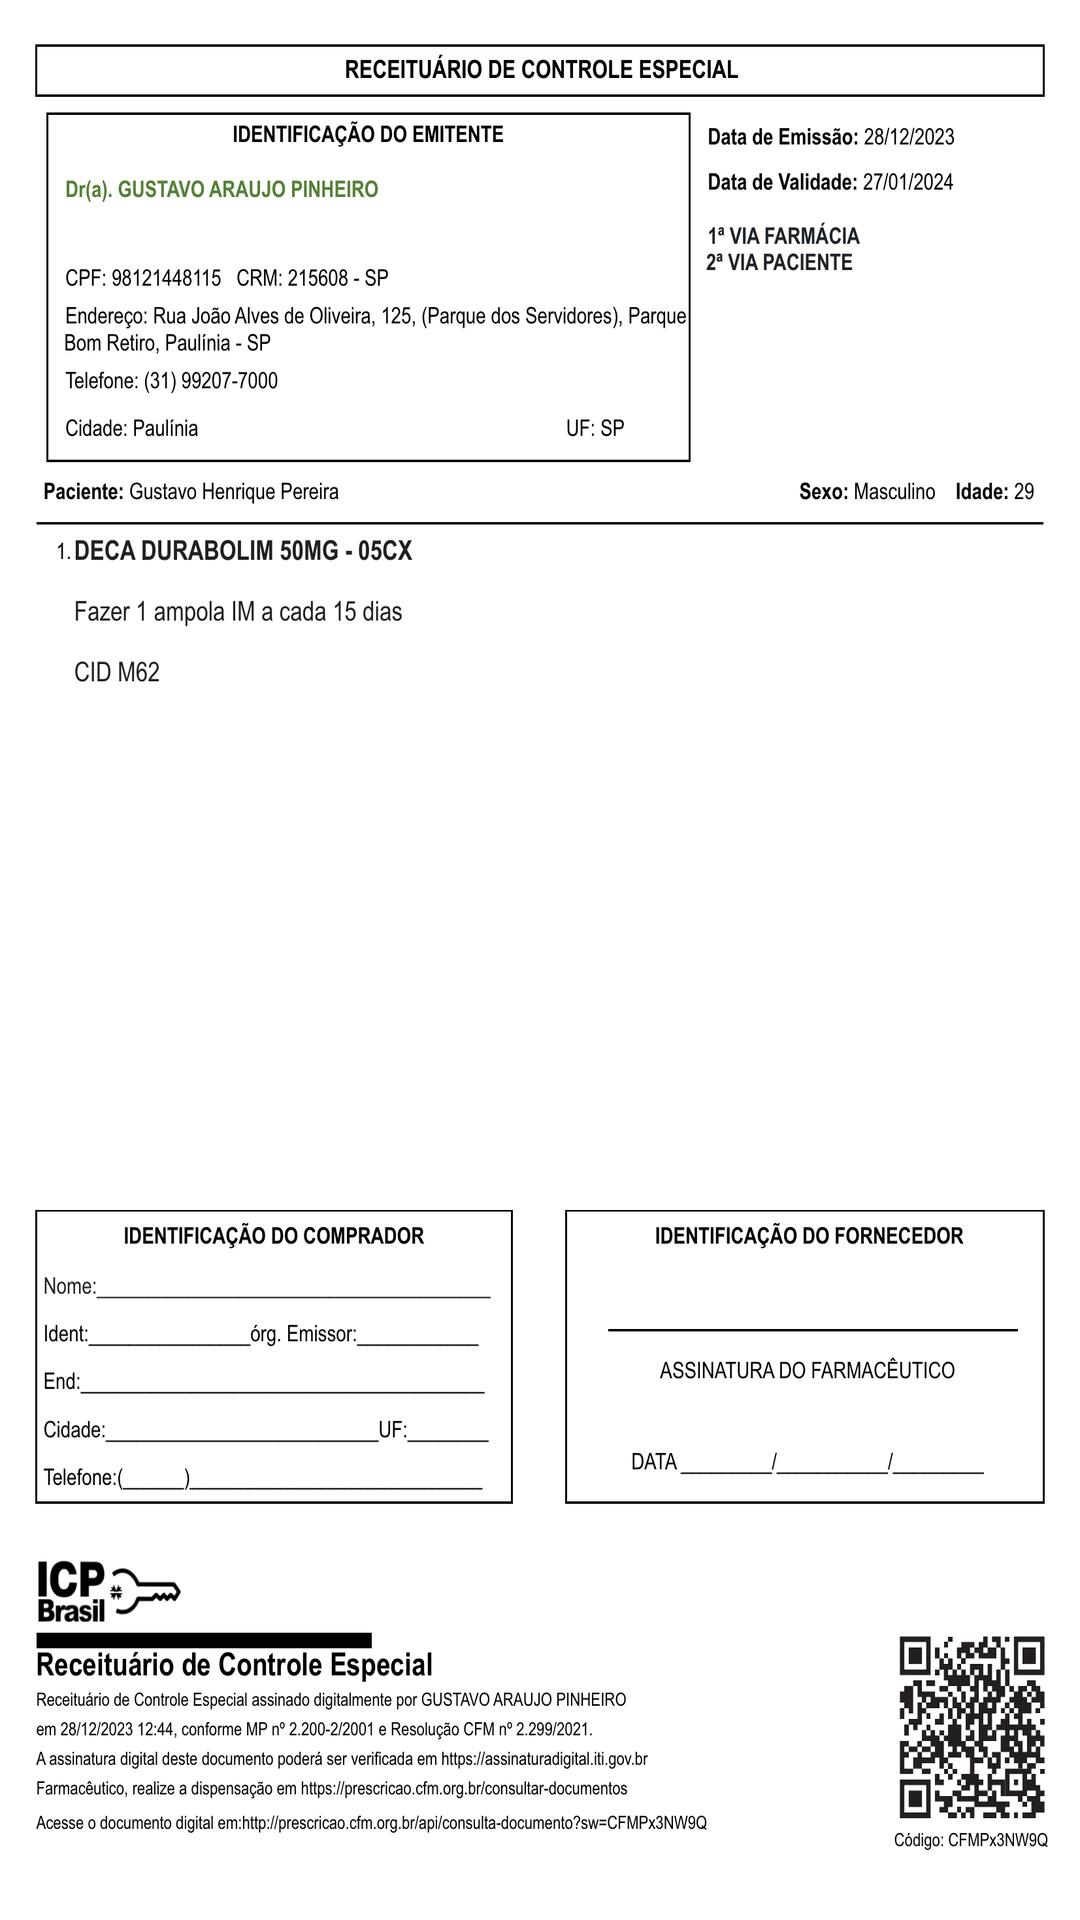 RECEITUÁRIO DE CONTROLE ESPECIAL
IDENTIFICAÇÃO DO EMITENTE
Dr(a). GUSTAVO ARAUJO PINHEIRO
CPF: 98121448115 CRM: 215608 - SP
Endereço: Rua João Alves de Oliveira, 125, (Parque dos Servidores), Parque
Bom Retiro, Paulínia - SP
Telefone: (31) 99207-7000
Cidade: Paulínia UF: SP
Data de Emissão: 28/12/2023
Data de Validade: 27/01/2024
1ª VIA FARMÁCIA
2ª VIA PACIENTE
Paciente: Gustavo Henrique Pereira Sexo: Masculino Idade: 29
1. DECA DURABOLIM 50MG - 05CX
Fazer 1 ampola IM a cada 15 dias
CID M62
IDENTIFICAÇÃO DO COMPRADOR
Nome:_______________________________________
Ident:________________órg. Emissor:____________
End:________________________________________
Cidade:___________________________UF:________
Telefone:(______)_____________________________
IDENTIFICAÇÃO DO FORNECEDOR
ASSINATURA DO FARMACÊUTICO
DATA _________/___________/_________
ICP
Brasil
Receituário de Controle Especial
Receituário de Controle Especial assinado digitalmente por GUSTAVO ARAUJO PINHEIRO
em 28/12/2023 12:44, conforme MP nº 2.200-2/2001 e Resolução CFM nº 2.299/2021.
A assinatura digital deste documento poderá ser verificada em https://assinaturadigital.iti.gov.br
Farmacêutico, realize a dispensação em https://prescricao.cfm.org.br/consultar-documentos
Acesse o documento digital em:http://prescricao.cfm.org.br/api/consulta-documento?sw=CFMPx3NW9Q
Código: CFMPx3NW9Q